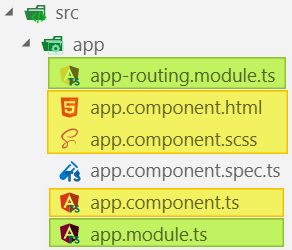 src
app
app-routing.module.ts
app.component.html
app.component.scss
app.component.spec.ts
app.component.ts
app.module.ts